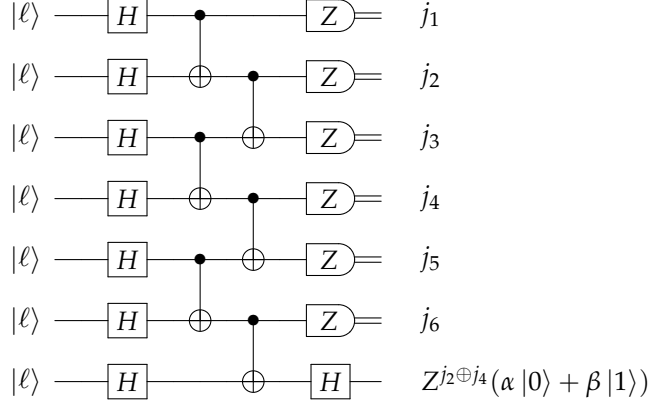 |ℓ⟩ H Z j₁
|ℓ⟩ H Z j₂
|ℓ⟩ H Z j₃
|ℓ⟩ H Z j₄
|ℓ⟩ H Z j₅
|ℓ⟩ H Z j₆
|ℓ⟩ H H Z^{j₂⊕j₄}(α|0⟩ + β|1⟩)